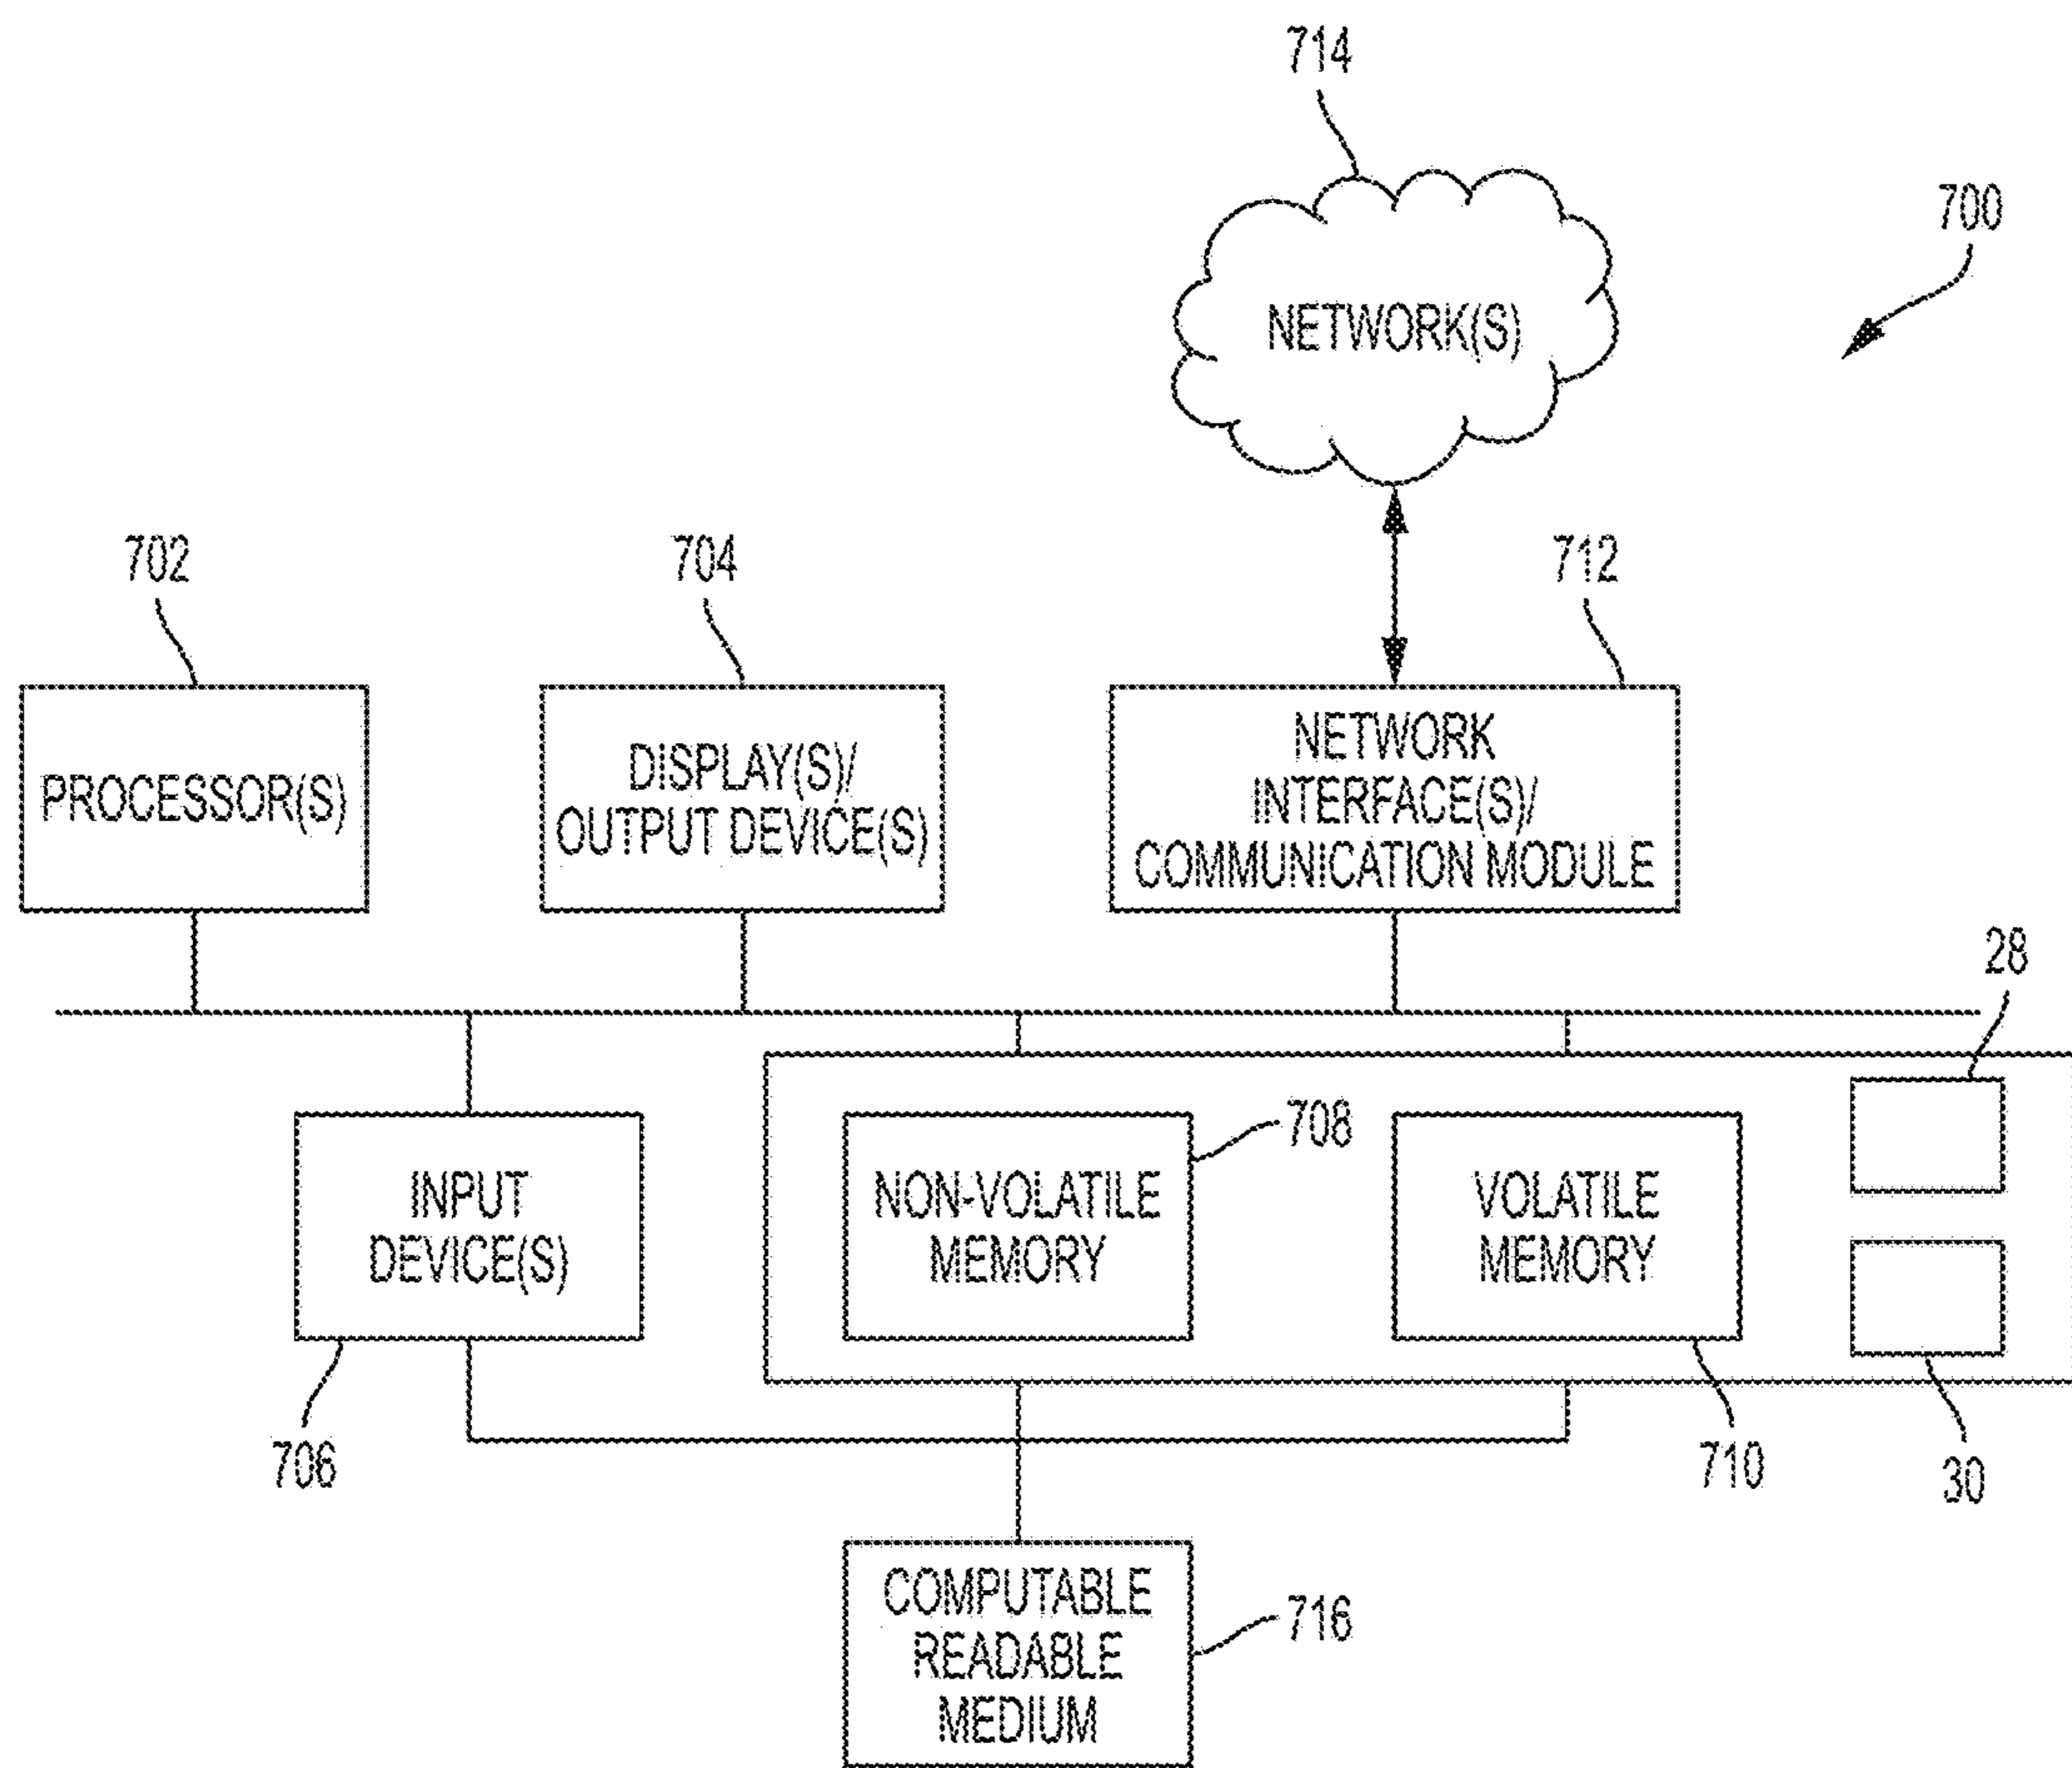 714
700
NETWORK(S)
702
704
712
PROCESSOR(S)
DISPLAY(S)/
OUTPUT DEVICE(S)
NETWORK
INTERFACE(S)/
COMMUNICATION MODULE
28
708
INPUT
DEVICE(S)
NON-VOLATILE
MEMORY
VOLATILE
MEMORY
706
710
30
COMPUTABLE
READABLE
MEDIUM
716